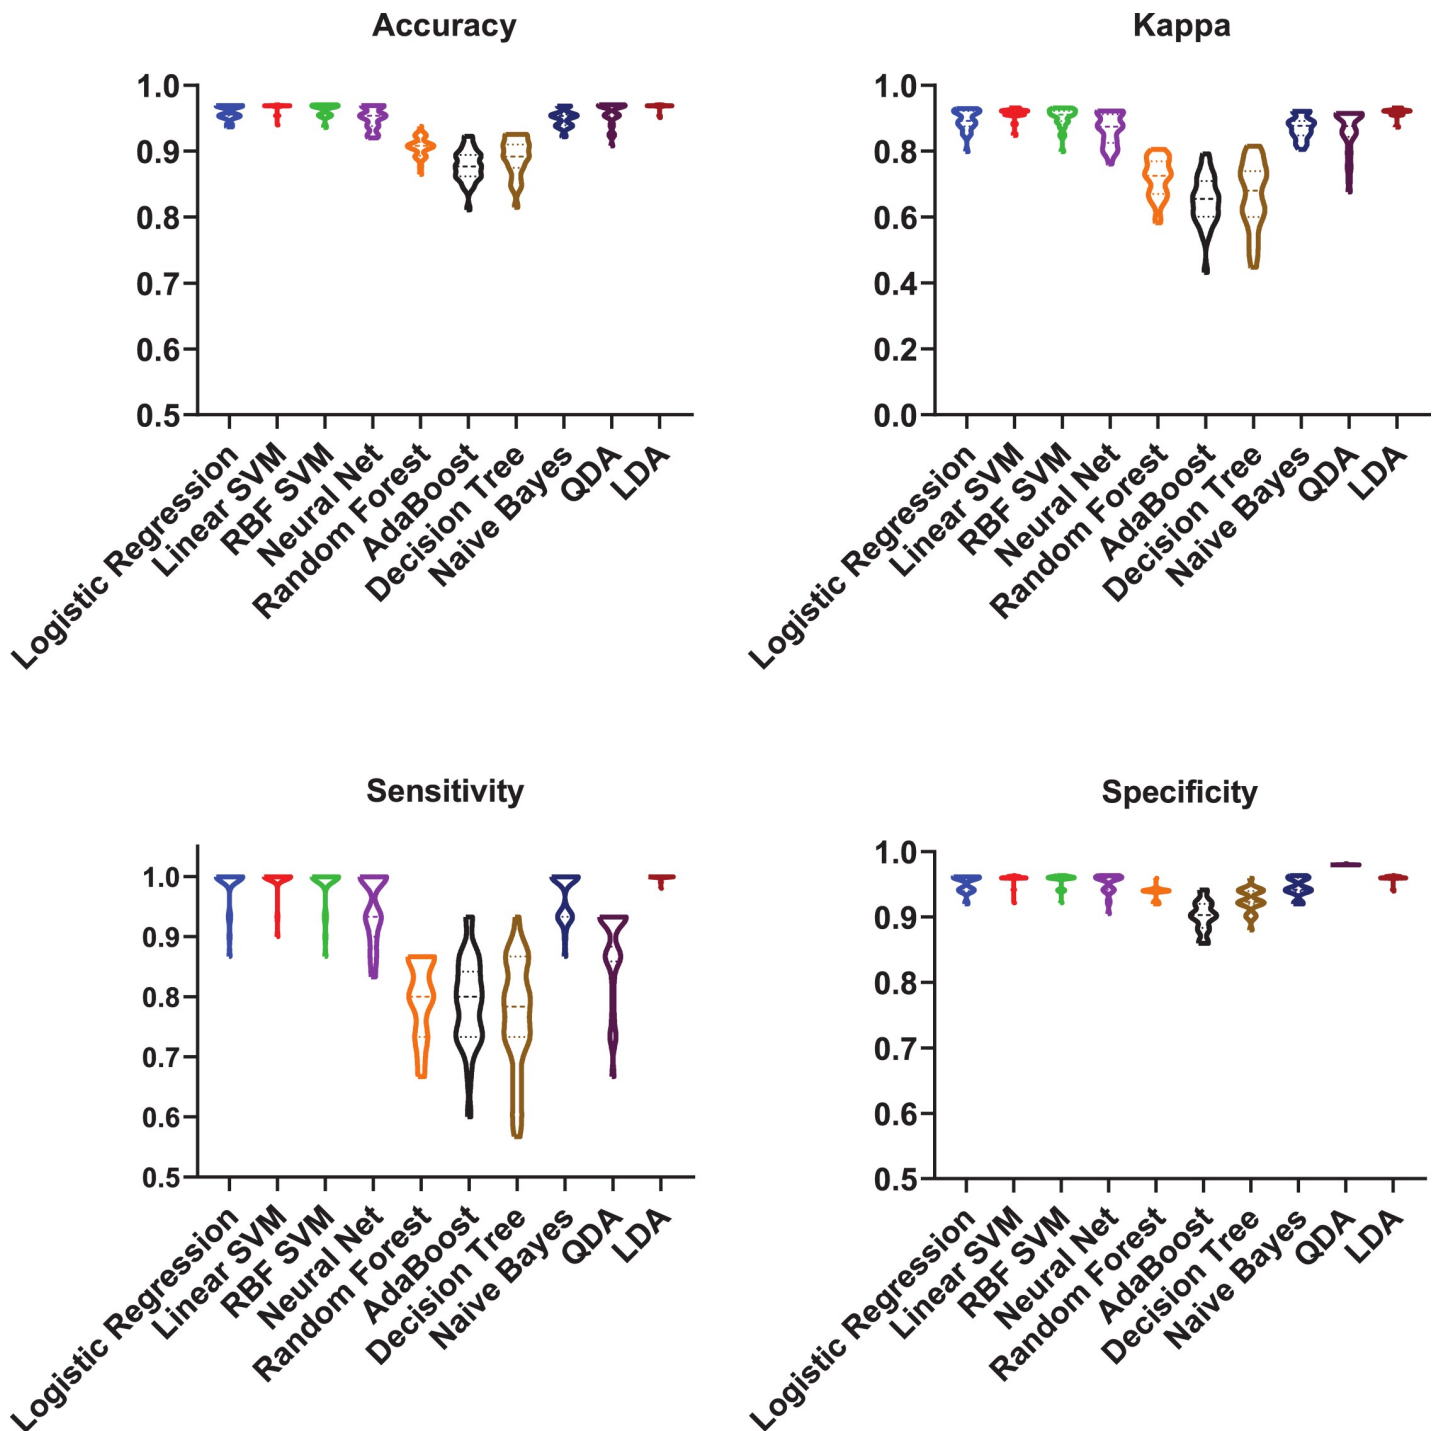 Accuracy
1.0
0.9
0.8
0.7
0.6
0.5
Logistic Regression
Linear SVM
RBF SVM
Neural Net
Random Forest
AdaBoost
Decision Tree
Naive Bayes
QDA
LDA
Kappa
1.0
0.8
0.6
0.4
0.2
0.0
Logistic Regression
Linear SVM
RBF SVM
Neural Net
Random Forest
AdaBoost
Decision Tree
Naive Bayes
QDA
LDA
Sensitivity
1.0
0.9
0.8
0.7
0.6
0.5
Logistic Regression
Linear SVM
RBF SVM
Neural Net
Random Forest
AdaBoost
Decision Tree
Naive Bayes
QDA
LDA
Specificity
1.0
0.9
0.8
0.7
0.6
0.5
Logistic Regression
Linear SVM
RBF SVM
Neural Net
Random Forest
AdaBoost
Decision Tree
Naive Bayes
QDA
LDA